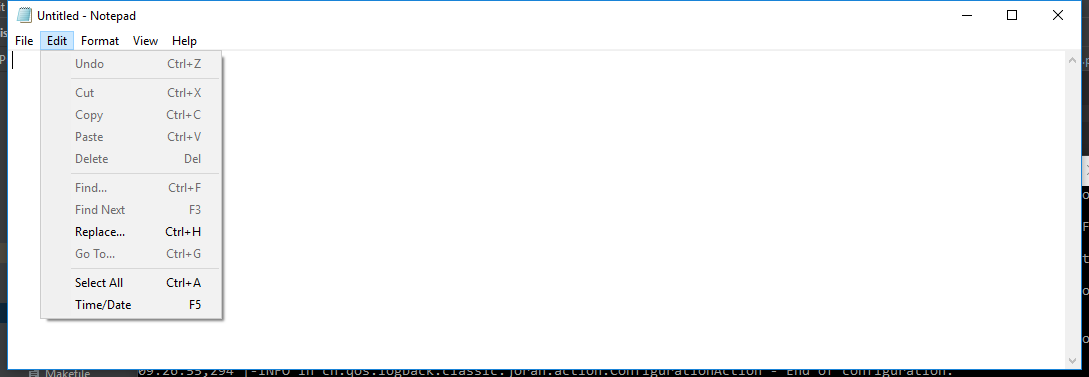 Untitled - Notepad
File Edit Format View Help
Undo Ctrl+Z
Cut Ctrl+X
Copy Ctrl+C
Paste Ctrl+V
Delete Del
Find... Ctrl+F
Find Next F3
Replace... Ctrl+H
Go To... Ctrl+G
Select All Ctrl+A
Time/Date F5
Makefile 09:26:55,294 |-INFO in ch.qos.logback.classic.joran.action.ConfigurationAction - End of configuration.